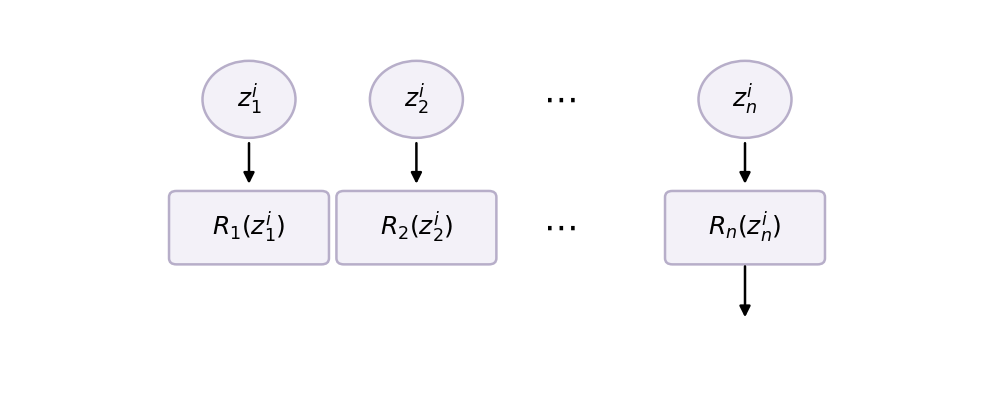 $z_1^i$ $z_2^i$ ⋯ $z_n^i$
$R_1(z_1^i)$ $R_2(z_2^i)$ ⋯ $R_n(z_n^i)$